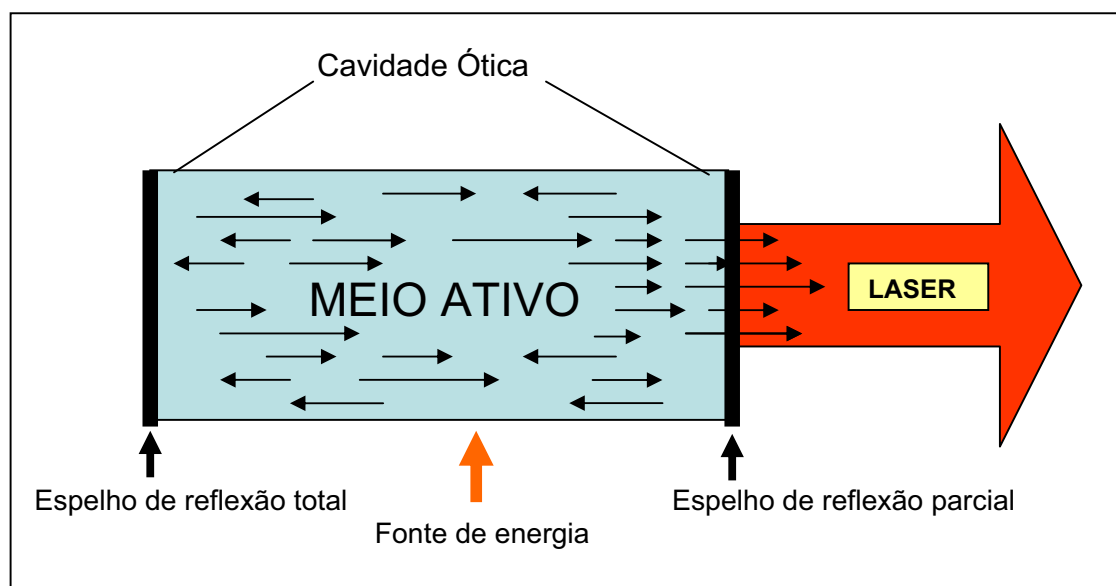 Cavidade Ótica
MEIO ATIVO
LASER
Espelho de reflexão total
Fonte de energia
Espelho de reflexão parcial